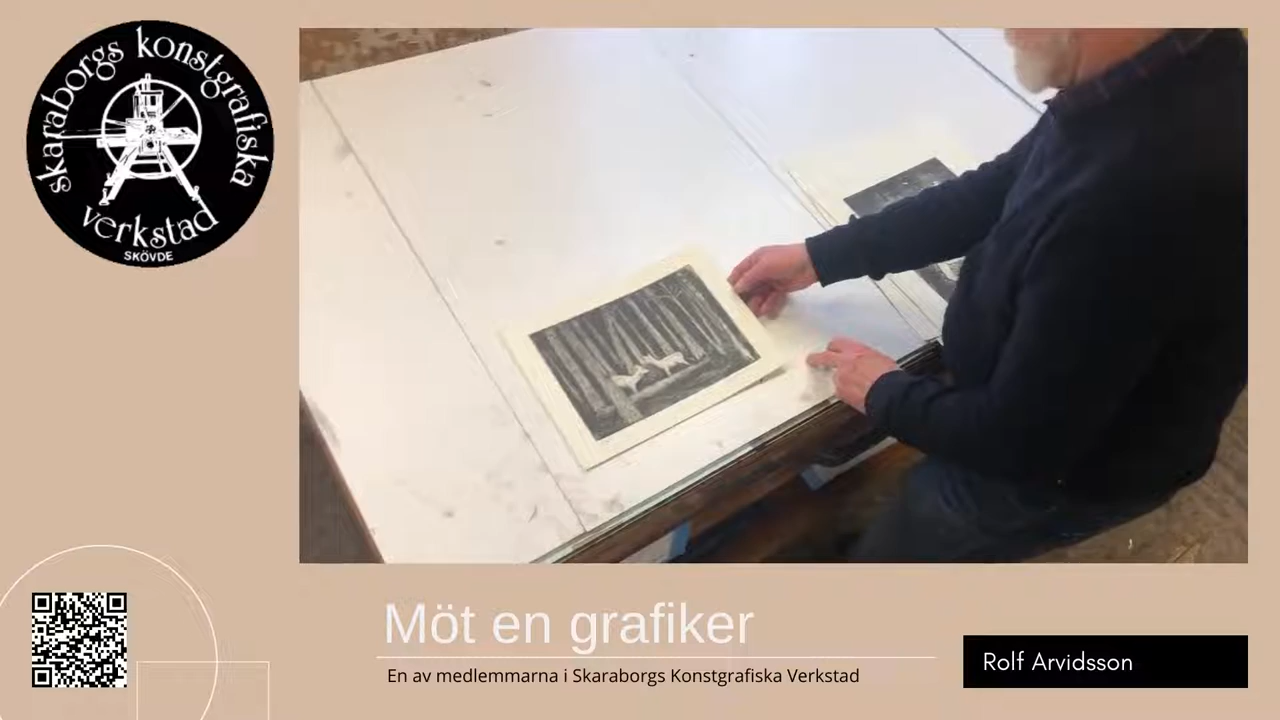 skaraborgs konstgrafiska
verkstad
SKÖVDE
Möt en grafiker
En av medlemmarna i Skaraborgs Konstgrafiska Verkstad
Rolf Arvidsson